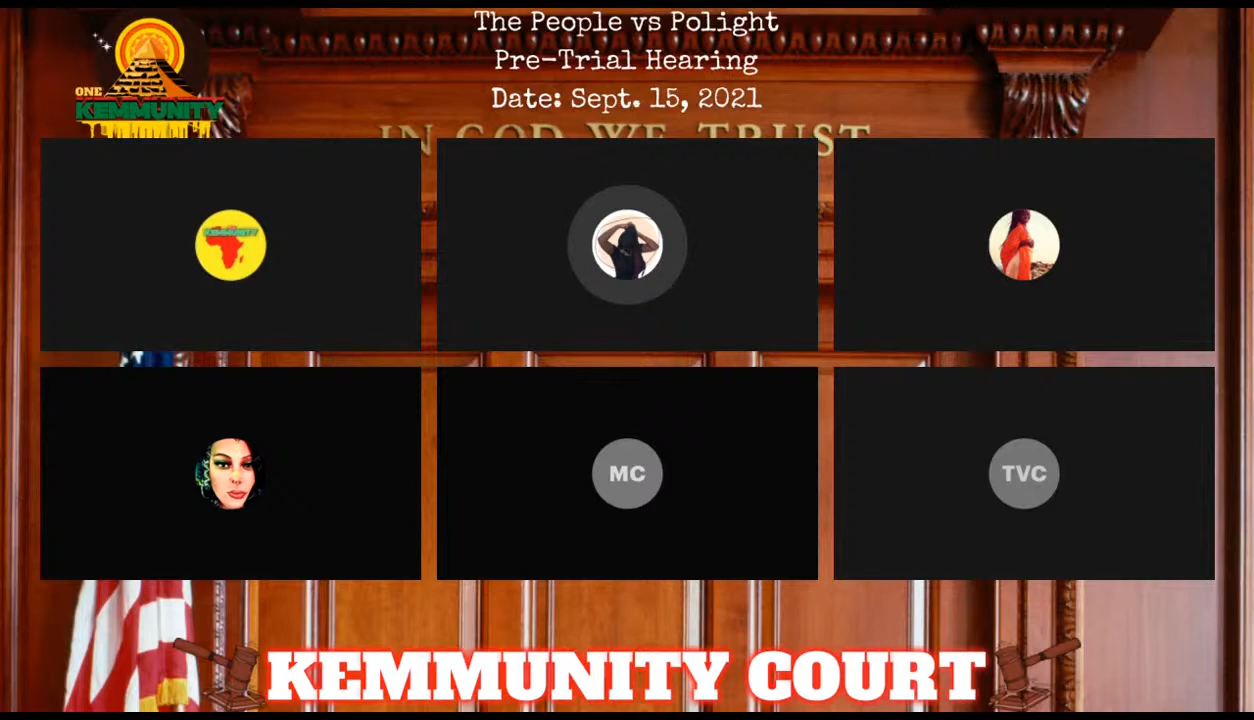 The People vs Polight
Pre-Trial Hearing
Date: Sept. 15, 2021
ONE
KEMMUNITY
IN GOD WE TRUST
KEMMUNITY
MC
TVC
KEMMUNITY COURT